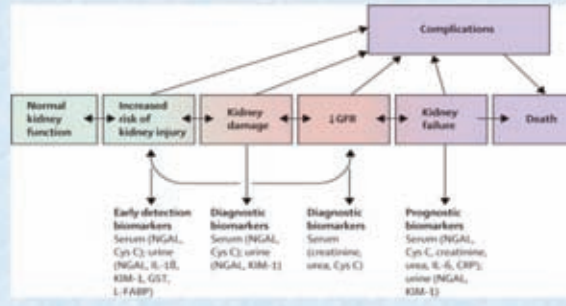 Complications
Normal
kidney
function
Increased
risk of
kidney injury
Kidney
damage
↓GFR
Kidney
failure
Death
Early detection
biomarkers
Serum (NGAL,
Cys C); urine
(NGAL, IL-18,
KIM-1, GST,
L-FABP)
Diagnostic
biomarkers
Serum (NGAL,
Cys C); urine
(NGAL, KIM-1)
Diagnostic
biomarkers
Serum
(creatinine,
urea, Cys C)
Prognostic
biomarkers
Serum (NGAL,
Cys C, creatinine,
urea, IL-6, CRP);
urine (NGAL,
KIM-1)